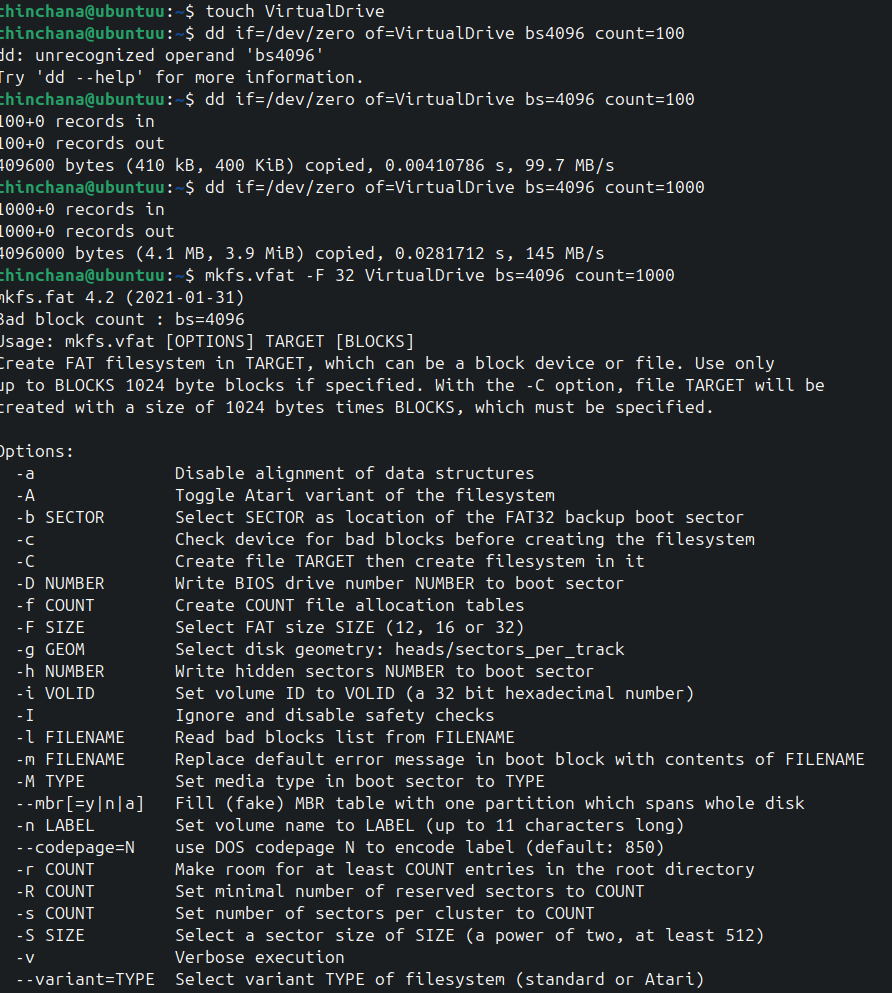 chinchana@ubuntuu:~$ touch VirtualDrive
chinchana@ubuntuu:~$ dd if=/dev/zero of=VirtualDrive bs4096 count=100
dd: unrecognized operand 'bs4096'
Try 'dd --help' for more information.
chinchana@ubuntuu:~$ dd if=/dev/zero of=VirtualDrive bs=4096 count=100
100+0 records in
100+0 records out
409600 bytes (410 kB, 400 KiB) copied, 0.00410786 s, 99.7 MB/s
chinchana@ubuntuu:~$ dd if=/dev/zero of=VirtualDrive bs=4096 count=1000
1000+0 records in
1000+0 records out
4096000 bytes (4.1 MB, 3.9 MiB) copied, 0.0281712 s, 145 MB/s
chinchana@ubuntuu:~$ mkfs.vfat -F 32 VirtualDrive bs=4096 count=1000
mkfs.fat 4.2 (2021-01-31)
Bad block count : bs=4096
Usage: mkfs.vfat [OPTIONS] TARGET [BLOCKS]
Create FAT filesystem in TARGET, which can be a block device or file. Use only
up to BLOCKS 1024 byte blocks if specified. With the -C option, file TARGET will be
created with a size of 1024 bytes times BLOCKS, which must be specified.

Options:
  -a              Disable alignment of data structures
  -A              Toggle Atari variant of the filesystem
  -b SECTOR       Select SECTOR as location of the FAT32 backup boot sector
  -c              Check device for bad blocks before creating the filesystem
  -C              Create file TARGET then create filesystem in it
  -D NUMBER       Write BIOS drive number NUMBER to boot sector
  -f COUNT        Create COUNT file allocation tables
  -F SIZE         Select FAT size SIZE (12, 16 or 32)
  -g GEOM         Select disk geometry: heads/sectors_per_track
  -h NUMBER       Write hidden sectors NUMBER to boot sector
  -i VOLID        Set volume ID to VOLID (a 32 bit hexadecimal number)
  -I              Ignore and disable safety checks
  -l FILENAME     Read bad blocks list from FILENAME
  -m FILENAME     Replace default error message in boot block with contents of FILENAME
  -M TYPE         Set media type in boot sector to TYPE
  --mbr[=y|n|a]   Fill (fake) MBR table with one partition which spans whole disk
  -n LABEL        Set volume name to LABEL (up to 11 characters long)
  --codepage=N    use DOS codepage N to encode label (default: 850)
  -r COUNT        Make room for at least COUNT entries in the root directory
  -R COUNT        Set minimal number of reserved sectors to COUNT
  -s COUNT        Set number of sectors per cluster to COUNT
  -S SIZE         Select a sector size of SIZE (a power of two, at least 512)
  -v              Verbose execution
  --variant=TYPE  Select variant TYPE of filesystem (standard or Atari)